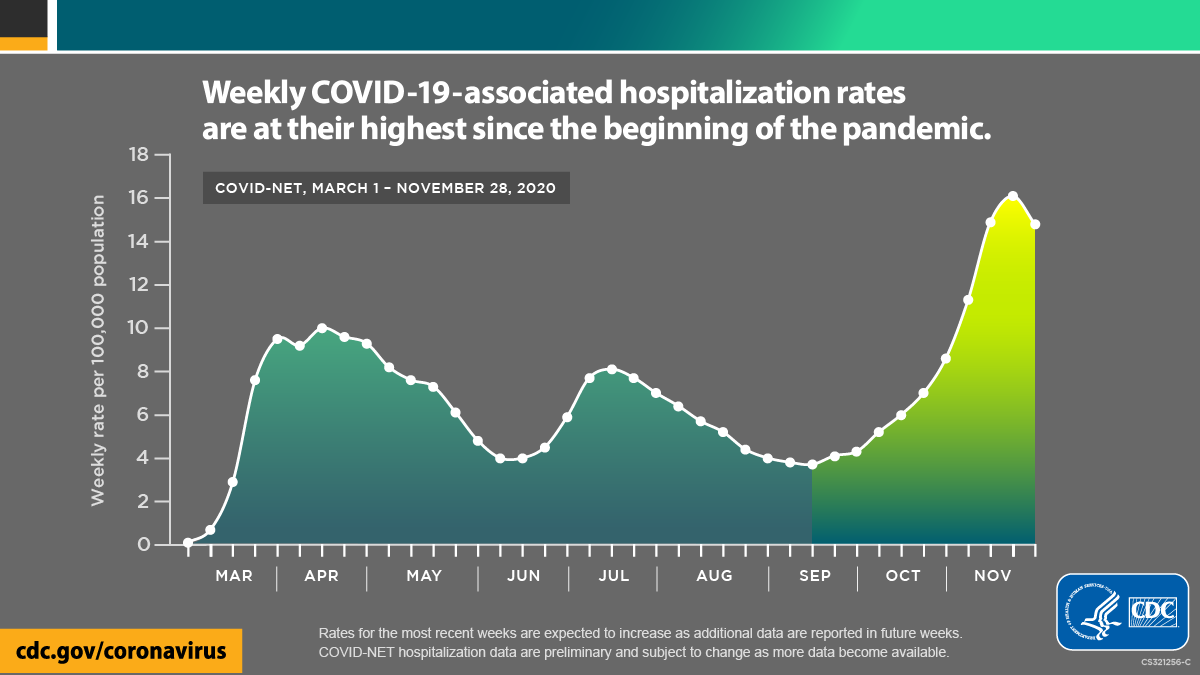 Weekly COVID-19-associated hospitalization rates
are at their highest since the beginning of the pandemic.
COVID-NET, MARCH 1 – NOVEMBER 28, 2020
Weekly rate per 100,000 population
18
16
14
12
10
8
6
4
2
0
MAR APR MAY JUN JUL AUG SEP OCT NOV
Rates for the most recent weeks are expected to increase as additional data are reported in future weeks.
COVID-NET hospitalization data are preliminary and subject to change as more data become available.
cdc.gov/coronavirus
CDC
CS321256-C